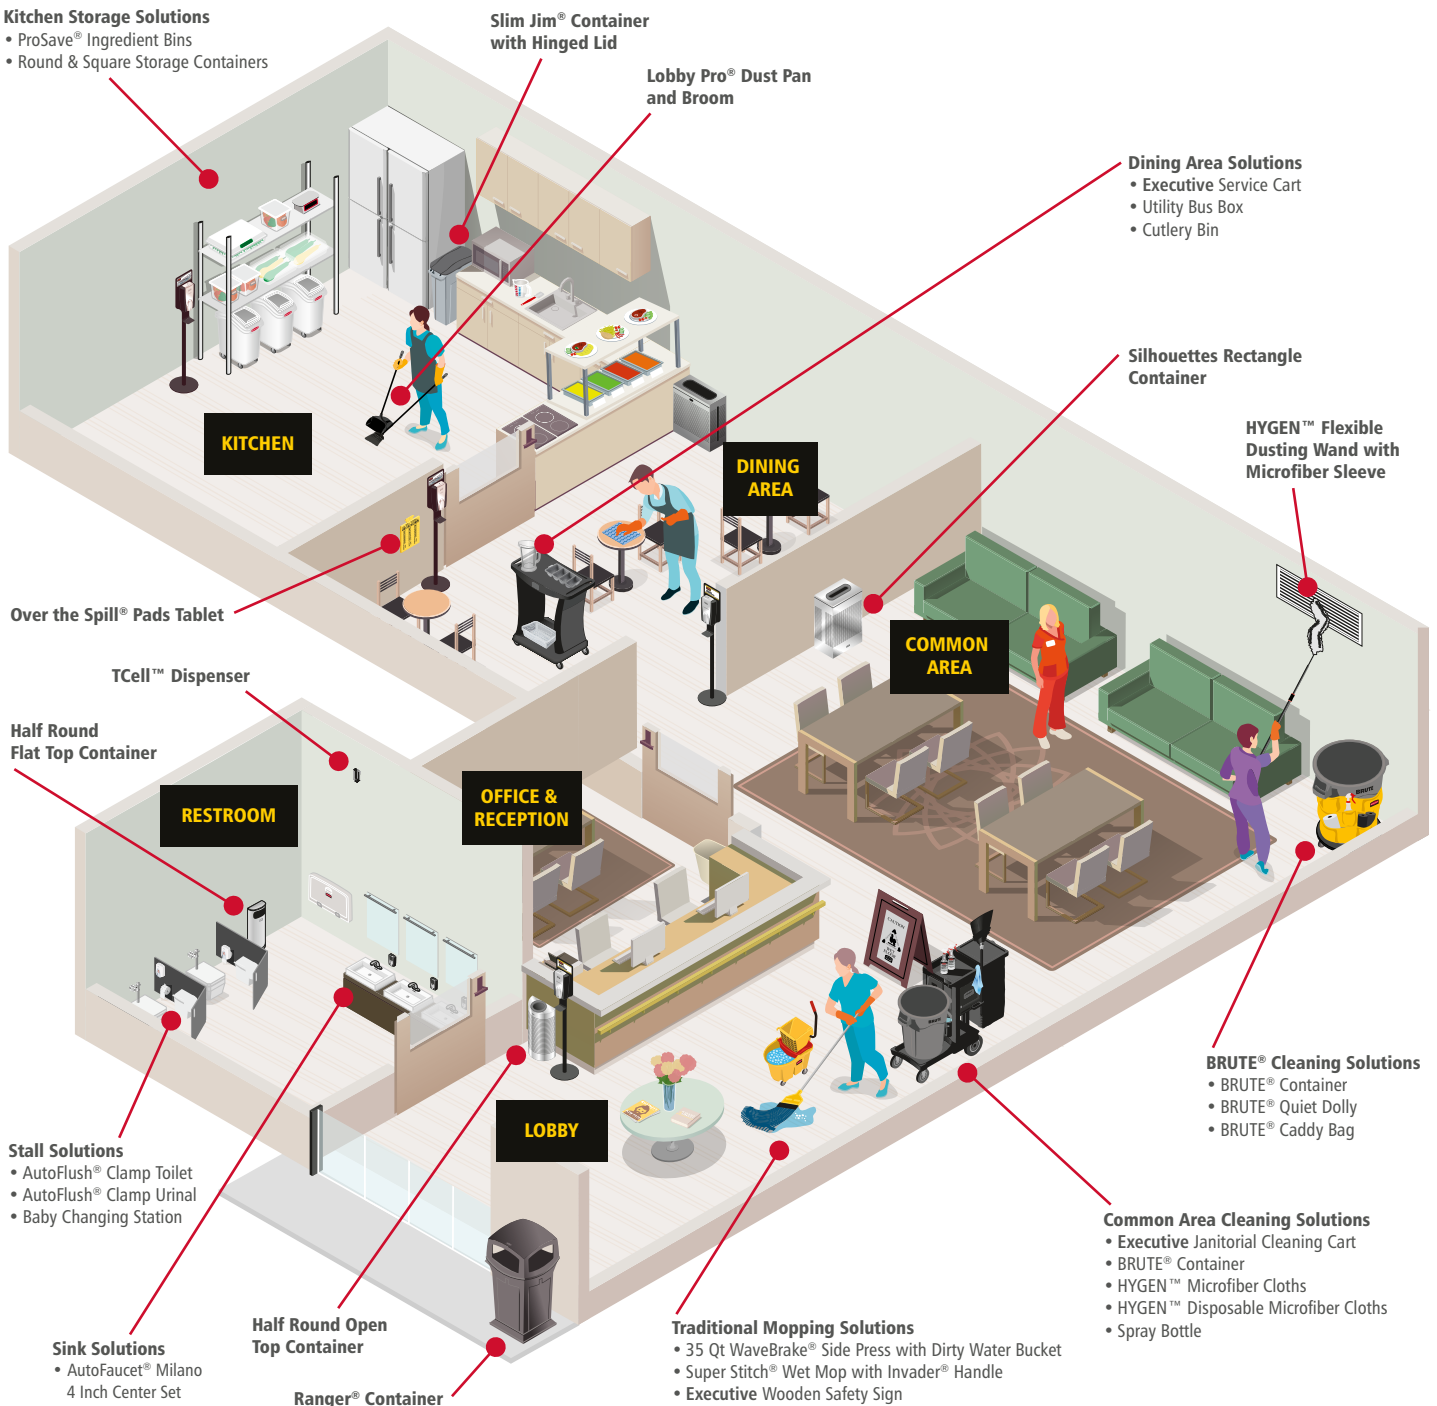 Kitchen Storage Solutions
• ProSave® Ingredient Bins
• Round & Square Storage Containers
Slim Jim® Container
with Hinged Lid
Lobby Pro® Dust Pan
and Broom
Dining Area Solutions
• Executive Service Cart
• Utility Bus Box
• Cutlery Bin
Silhouettes Rectangle
Container
HYGEN™ Flexible
Dusting Wand with
Microfiber Sleeve
KITCHEN
DINING
AREA
Over the Spill® Pads Tablet
COMMON
AREA
TCell™ Dispenser
Half Round
Flat Top Container
RESTROOM
OFFICE &
RECEPTION
BRUTE
CAUTION
BRUTE
BRUTE® Cleaning Solutions
• BRUTE® Container
• BRUTE® Quiet Dolly
• BRUTE® Caddy Bag
LOBBY
Stall Solutions
• AutoFlush® Clamp Toilet
• AutoFlush® Clamp Urinal
• Baby Changing Station
Common Area Cleaning Solutions
• Executive Janitorial Cleaning Cart
• BRUTE® Container
• HYGEN™ Microfiber Cloths
• HYGEN™ Disposable Microfiber Cloths
• Spray Bottle
Sink Solutions
• AutoFaucet® Milano
4 Inch Center Set
Half Round Open
Top Container
Ranger® Container
Traditional Mopping Solutions
• 35 Qt WaveBrake® Side Press with Dirty Water Bucket
• Super Stitch® Wet Mop with Invader® Handle
• Executive Wooden Safety Sign